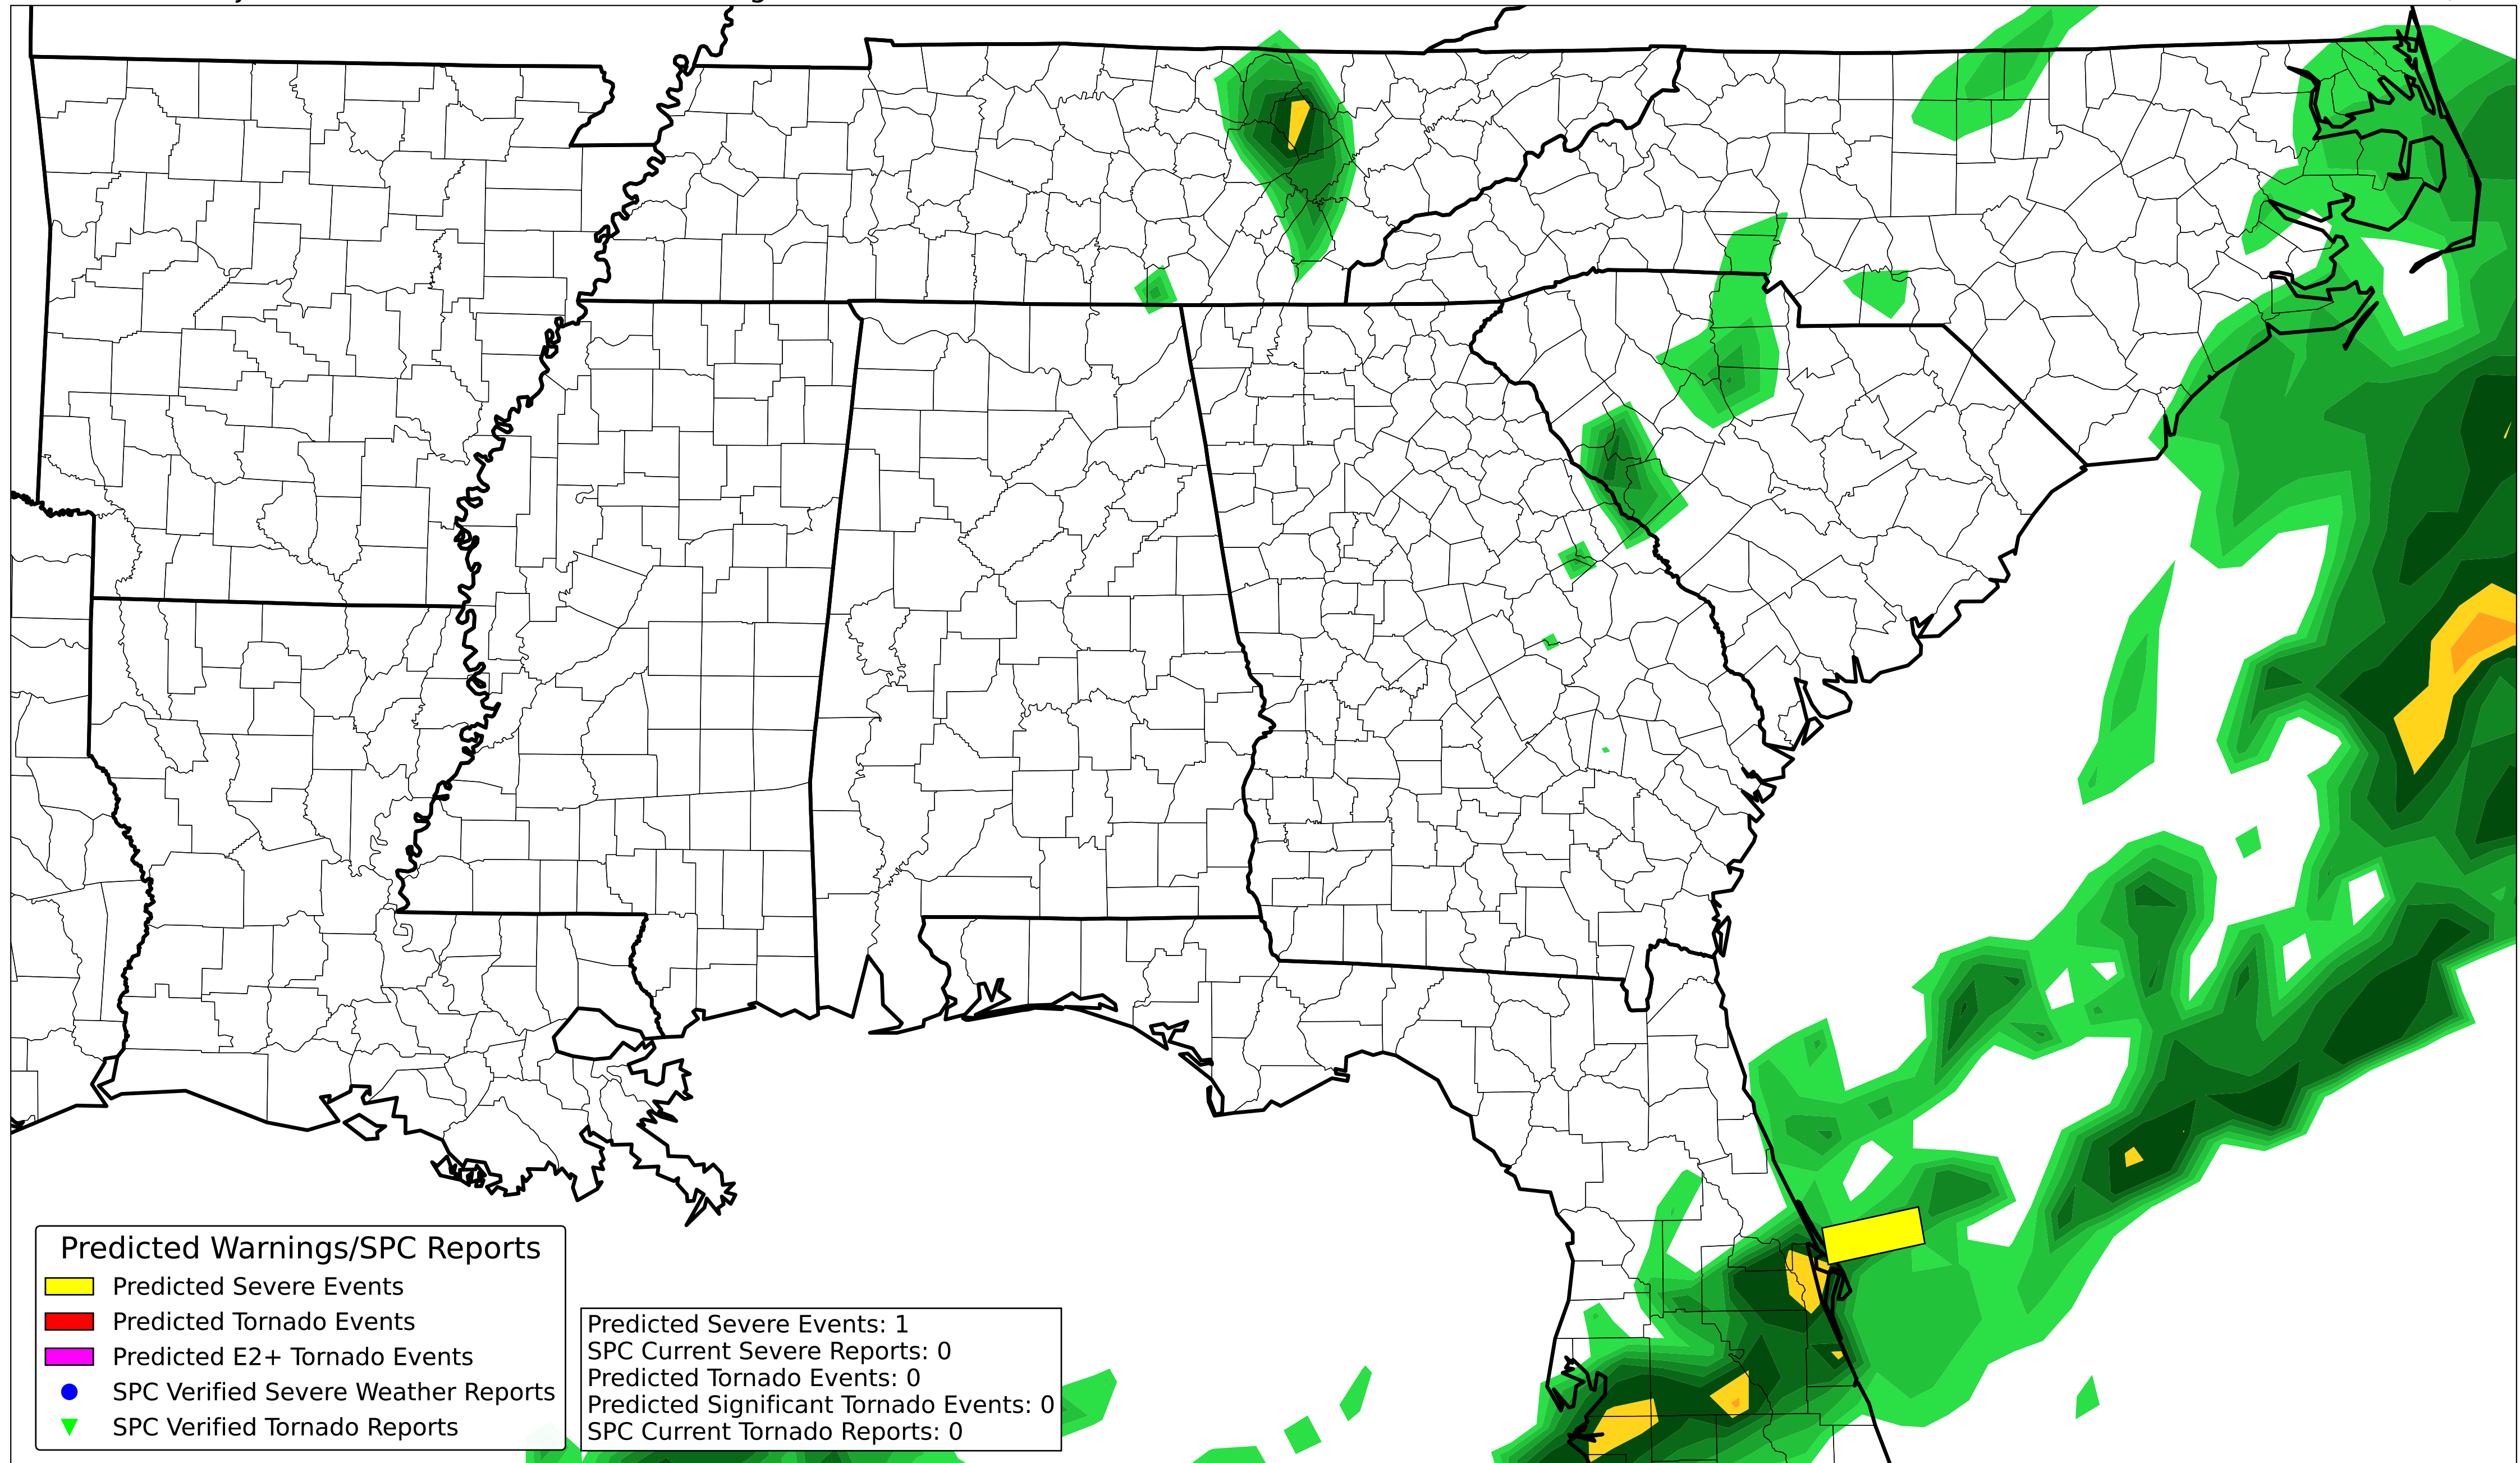 Predicted Warnings/SPC Reports
Predicted Severe Events
Predicted Tornado Events
Predicted E2+ Tornado Events
SPC Verified Severe Weather Reports
SPC Verified Tornado Reports
Predicted Severe Events: 1
SPC Current Severe Reports: 0
Predicted Tornado Events: 0
Predicted Significant Tornado Events: 0
SPC Current Tornado Reports: 0